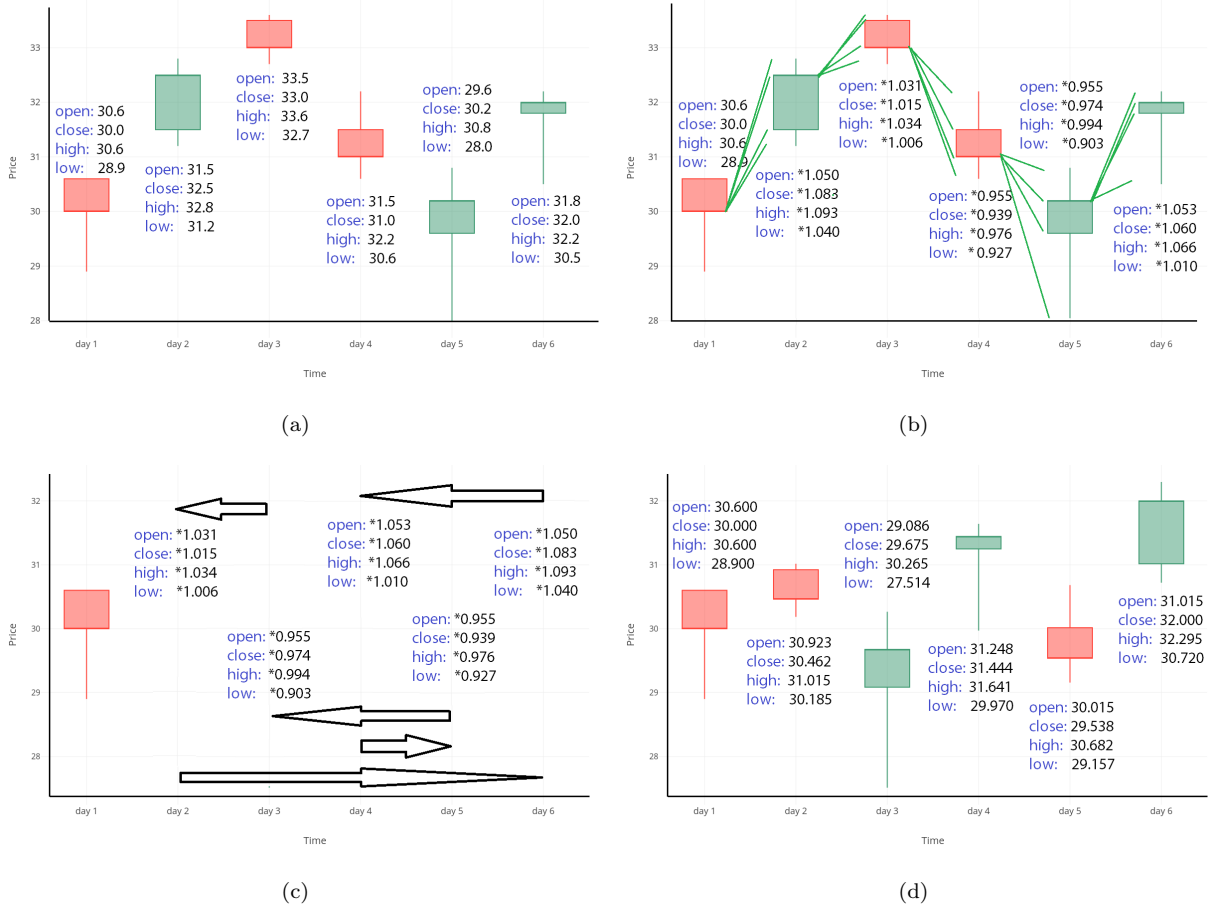 33
32
31
30
29
28
Price
open: 30.6
close: 30.0
high: 30.6
low: 28.9
open: 31.5
close: 32.5
high: 32.8
low: 31.2
open: 33.5
close: 33.0
high: 33.6
low: 32.7
open: 31.5
close: 31.0
high: 32.2
low: 30.6
open: 29.6
close: 30.2
high: 30.8
low: 28.0
open: 31.8
close: 32.0
high: 32.2
low: 30.5
day 1 day 2 day 3 day 4 day 5 day 6
Time
(a)
33
32
31
30
29
28
Price
open: 30.6
close: 30.0
high: 30.6
low: 28.9
open: *1.050
close: *1.083
high: *1.093
low: *1.040
open: *1.031
close: *1.015
high: *1.034
low: *1.006
open: *0.955
close: *0.939
high: *0.976
low: *0.927
open: *0.955
close: *0.974
high: *0.994
low: *0.903
open: *1.053
close: *1.060
high: *1.066
low: *1.010
day 1 day 2 day 3 day 4 day 5 day 6
Time
(b)
32
31
30
29
28
Price
open: *1.031
close: *1.015
high: *1.034
low: *1.006
open: *0.955
close: *0.974
high: *0.994
low: *0.903
open: *1.053
close: *1.060
high: *1.066
low: *1.010
open: *0.955
close: *0.939
high: *0.976
low: *0.927
open: *1.050
close: *1.083
high: *1.093
low: *1.040
day 1 day 2 day 3 day 4 day 5 day 6
Time
(c)
32
31
30
29
28
Price
open: 30.600
close: 30.000
high: 30.600
low: 28.900
open: 30.923
close: 30.462
high: 31.015
low: 30.185
open: 29.086
close: 29.675
high: 30.265
low: 27.514
open: 31.248
close: 31.444
high: 31.641
low: 29.970
open: 30.015
close: 29.538
high: 30.682
low: 29.157
open: 31.015
close: 32.000
high: 32.295
low: 30.720
day 1 day 2 day 3 day 4 day 5 day 6
Time
(d)